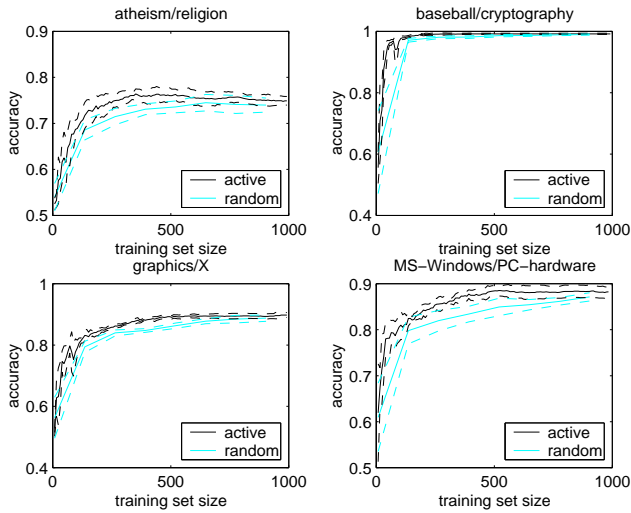 atheism/religion
0.9
0.8
0.7
0.6
0.5
0
500
1000
accuracy
training set size
active
random
baseball/cryptography
1
0.8
0.6
0.4
0
500
1000
accuracy
training set size
active
random
graphics/X
1
0.8
0.6
0.4
0
500
1000
accuracy
training set size
active
random
MS−Windows/PC−hardware
0.9
0.8
0.7
0.6
0.5
0
500
1000
accuracy
training set size
active
random